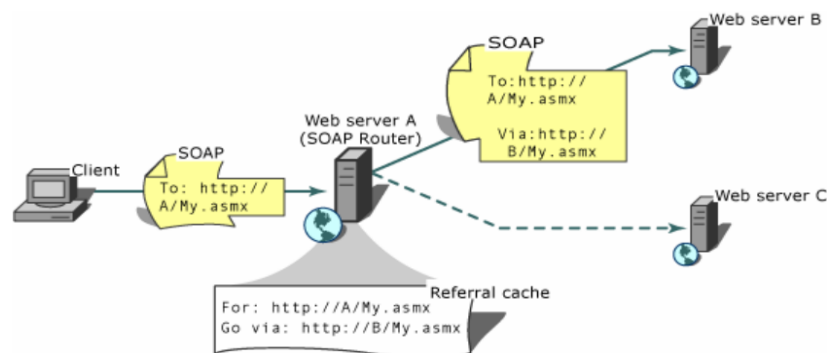 Web server B
SOAP
To:http://
A/My.asmx
Via:http://
B/My.asmx
Web server A
(SOAP Router)
Client
SOAP
To: http://
A/My.asmx
Web server C
Referral cache
For: http://A/My.asmx
Go via: http://B/My.asmx